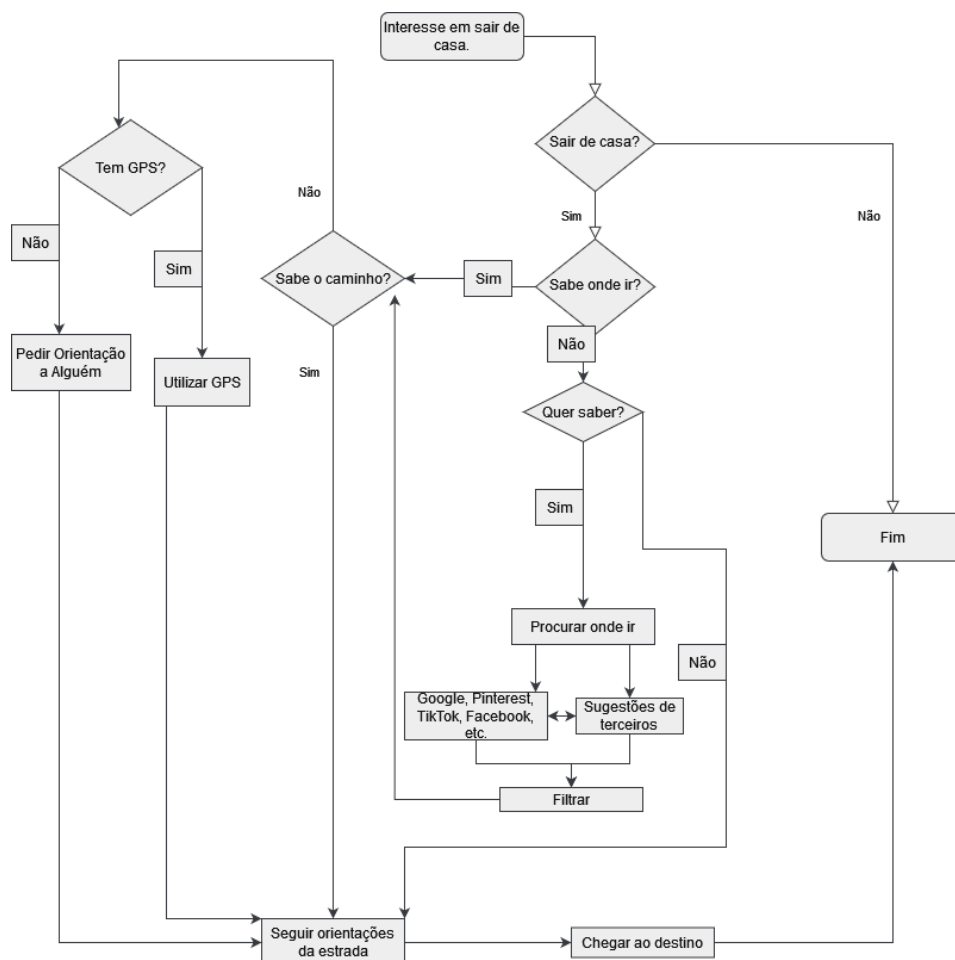 Interesse em sair de
casa.
Sair de casa?
Tem GPS?
Não
Não
Sim
Não
Sim
Sabe o caminho?
Sim
Sabe onde ir?
Não
Pedir Orientação
a Alguém
Utilizar GPS
Sim
Quer saber?
Sim
Fim
Procurar onde ir
Não
Google, Pinterest,
TikTok, Facebook,
etc.
Sugestões de
terceiros
Filtrar
Seguir orientações
da estrada
Chegar ao destino